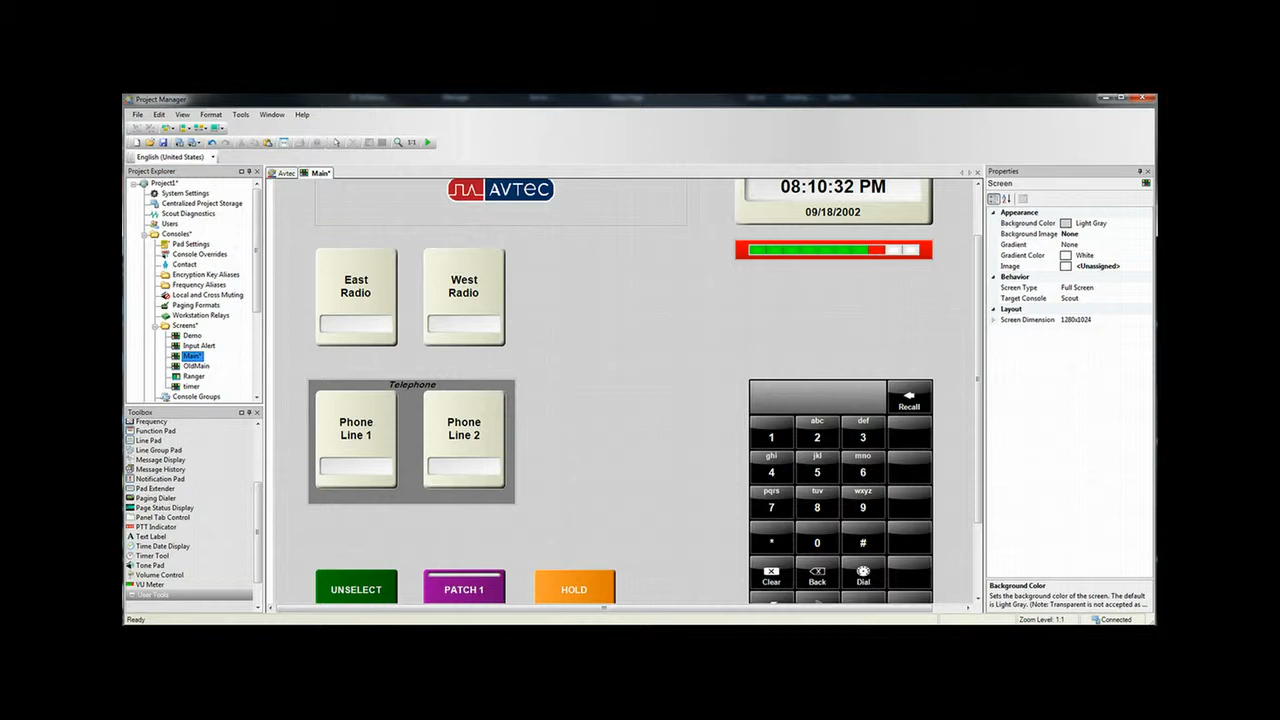 Project Manager
File Edit View Format Tools Window Help
English (United States)
Project Explorer
Project1*
System Settings
Centralized Project Storage
Scout Diagnostics
Users
Consoles*
Pad Settings
Console Overrides
Contact
Encryption Key Aliases
Frequency Aliases
Local and Cross Muting
Paging Formats
Workstation Relays
Screens*
Demo
Input Alert
Main*
OldMain
Ranger
timer
Console Groups
Toolbox
Frequency
Function Pad
Line Pad
Line Group Pad
Message Display
Message History
Notification Pad
Pad Extender
Paging Dialer
Page Status Display
Panel Tab Control
PTT Indicator
Text Label
Time Date Display
Timer Tool
Tone Pad
Volume Control
VU Meter
User Tools
Ready
Avtec Main*
AVTEC
08:10:32 PM
09/18/2002
East
Radio
West
Radio
Telephone
Phone
Line 1
Phone
Line 2
UNSELECT
PATCH 1
HOLD
Recall
abc def
1 2 3
ghi jkl mno
4 5 6
pqrs tuv wxyz
7 8 9
* 0 #
Clear Back Dial
Properties
Screen
Appearance
Background Color Light Gray
Background Image None
Gradient None
Gradient Color White
Image <Unassigned>
Behavior
Screen Type Full Screen
Target Console Scout
Layout
Screen Dimension 1280x1024
Background Color
Sets the background color of the screen. The default
is Light Gray. (Note: Transparent is not accepted as ...
Zoom Level: 1:1 Connected